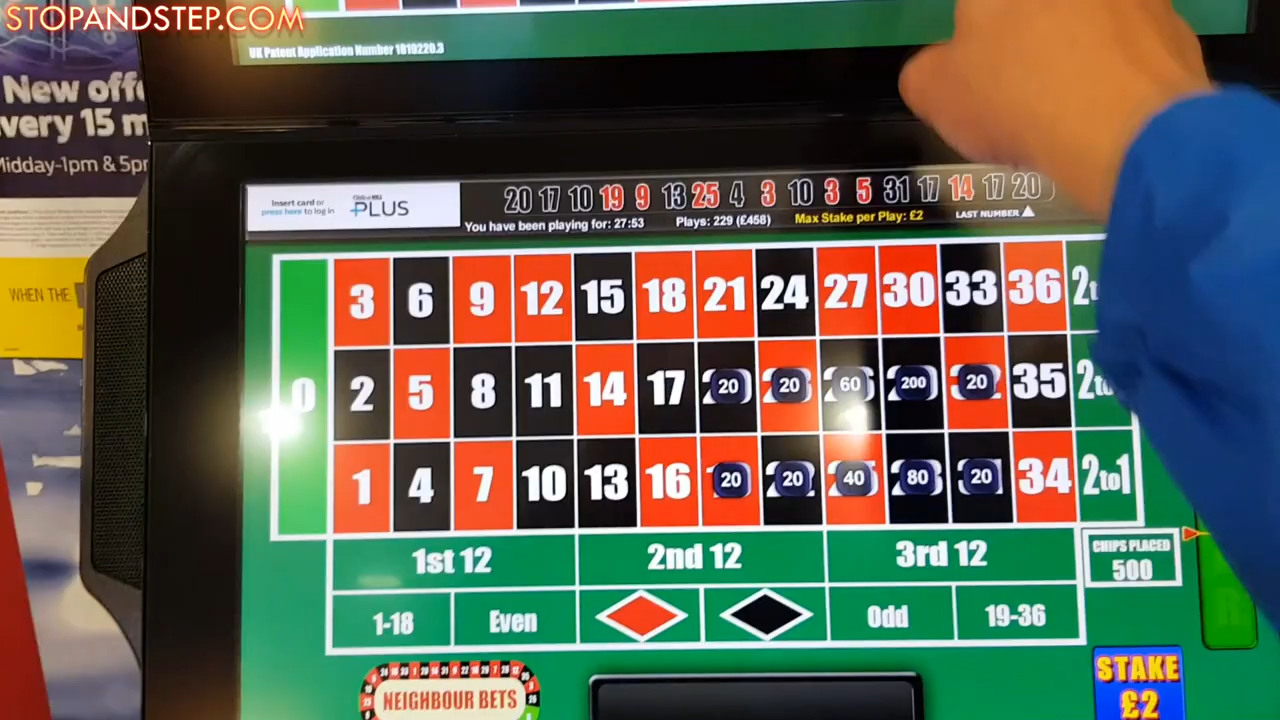 STOPANDSTEP.COM
UK Patent Application Number 1019220.3
New offe
very 15 m
Midday-1pm & 5pr
WHEN THE
Insert card or
press here to log in
PLUS
20 17 10 19 9 13 25 4 3 10 3 5 31 17 14 17 20
You have been playing for: 27:53 Plays: 229 (£458) Max Stake per Play: £2 LAST NUMBER
3 6 9 12 15 18 21 24 27 30 33 36 2t
0 2 5 8 11 14 17 20 20 60 200 20 35 2to
1 4 7 10 13 16 20 20 40 80 20 34 2to1
1st 12 2nd 12 3rd 12
CHIPS PLACED
500
1-18 Even Odd 19-36
NEIGHBOUR BETS
STAKE
£2